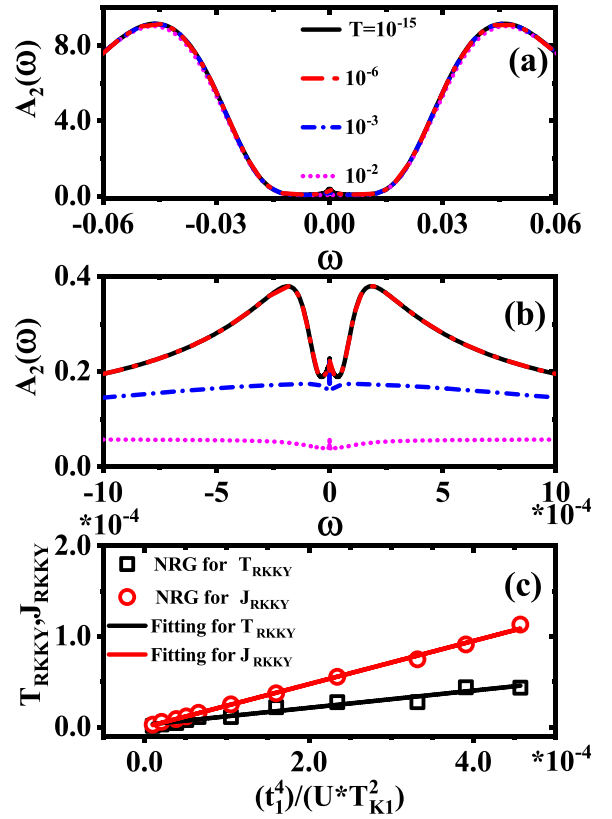 A₂(ω)
8.0
4.0
0.0
T=10⁻¹⁵
10⁻⁶
10⁻³
10⁻²
(a)
-0.06 -0.03 0.00 0.03 0.06
ω
A₂(ω)
0.4
0.2
0.0
(b)
-10 -5 0 5 10
*10⁻⁴ ω *10⁻⁴
T_RKKY,J_RKKY
2.0
1.0
0.0
NRG for T_RKKY
NRG for J_RKKY
Fitting for T_RKKY
Fitting for J_RKKY
(c)
0.0 2.0 4.0 *10⁻⁴
(t₁⁴)/(U*T_K1²)